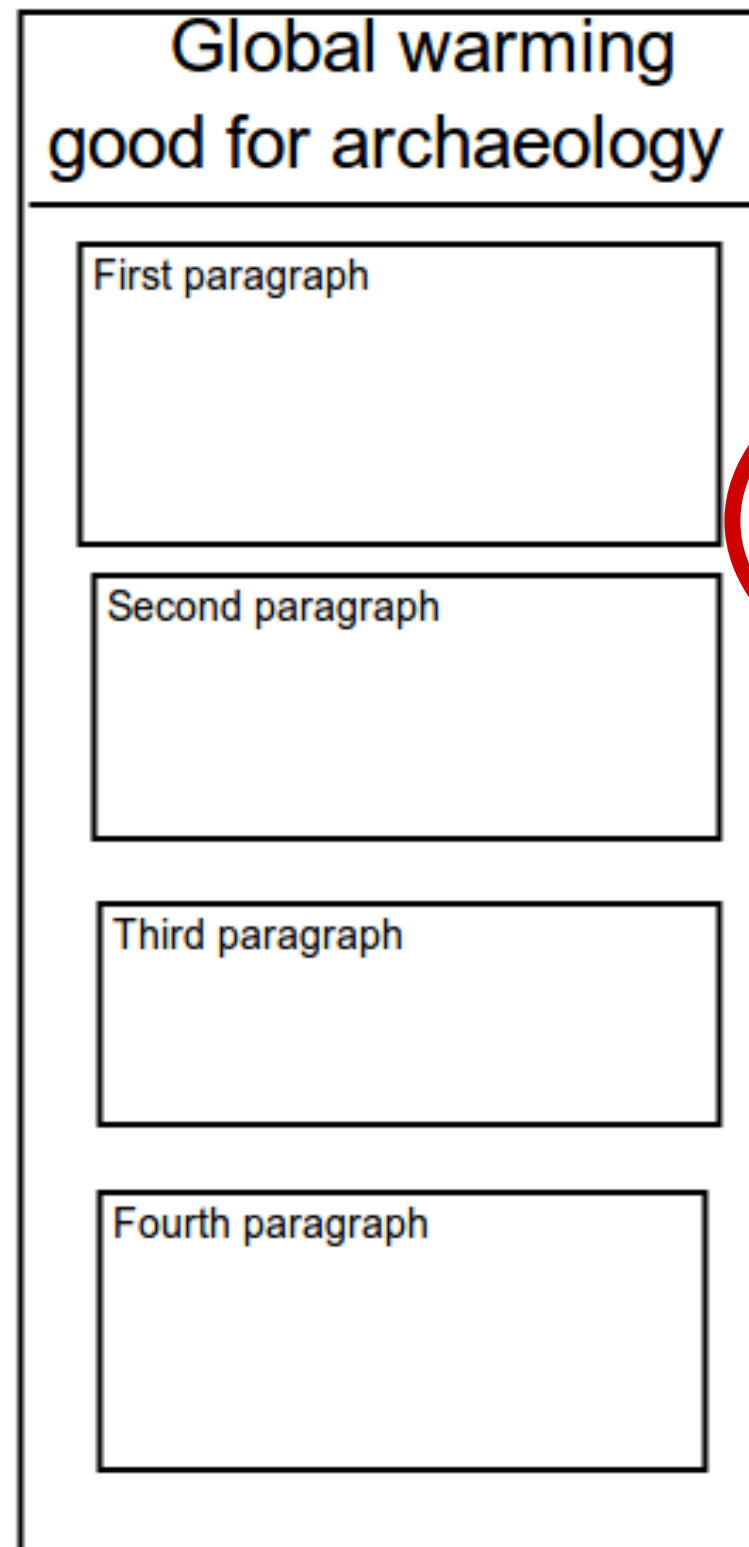 Global warming
good for archaeology
First paragraph
Second paragraph
Third paragraph
Fourth paragraph